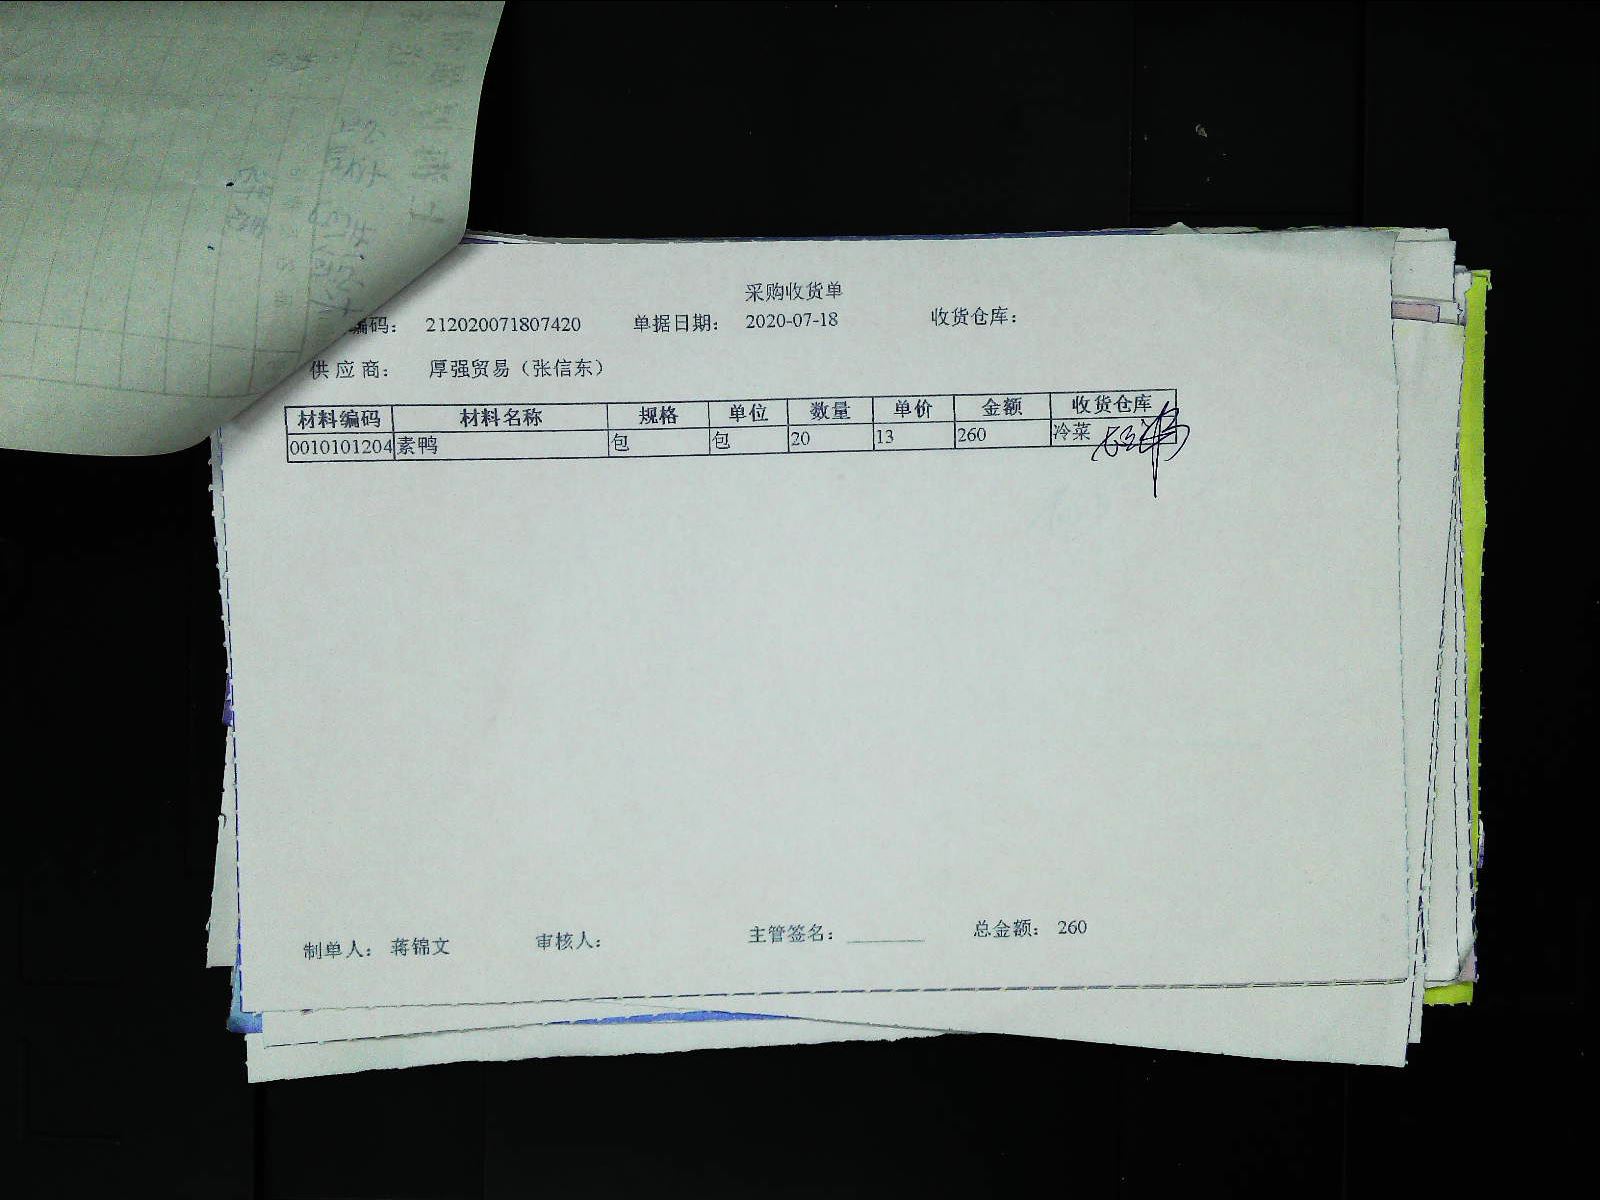 采购收货单
编码： 212020071807420 单据日期： 2020-07-18 收货仓库：
供应商： 厚强贸易（张信东）
材料编码 材料名称 规格 单位 数量 单价 金额 收货仓库
0010101204 素鸭 包 包 20 13 260 冷菜
制单人： 蒋锦文 审核人： 主管签名： ________ 总金额： 260